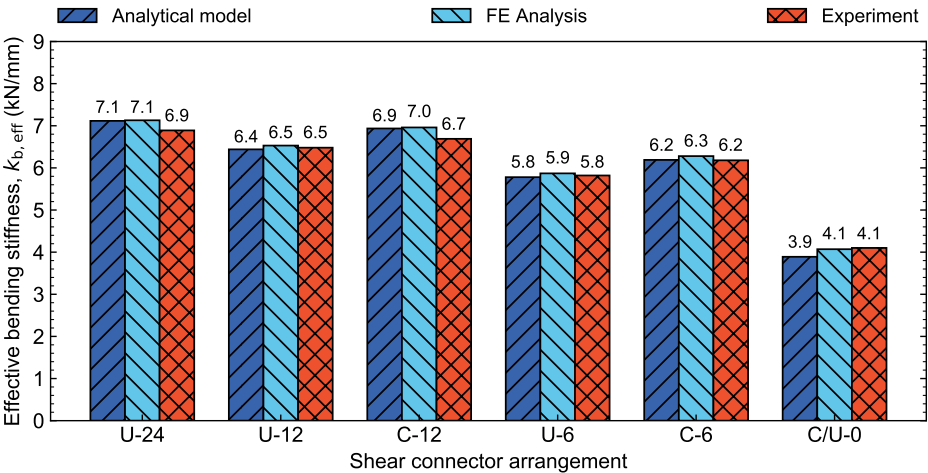 Analytical model FE Analysis Experiment
Effective bending stiffness, k_b, eff (kN/mm)
9
8
7
6
5
4
3
2
1
0
7.1 7.1 6.9
6.4 6.5 6.5
6.9 7.0 6.7
5.8 5.9 5.8
6.2 6.3 6.2
3.9 4.1 4.1
U-24 U-12 C-12 U-6 C-6 C/U-0
Shear connector arrangement